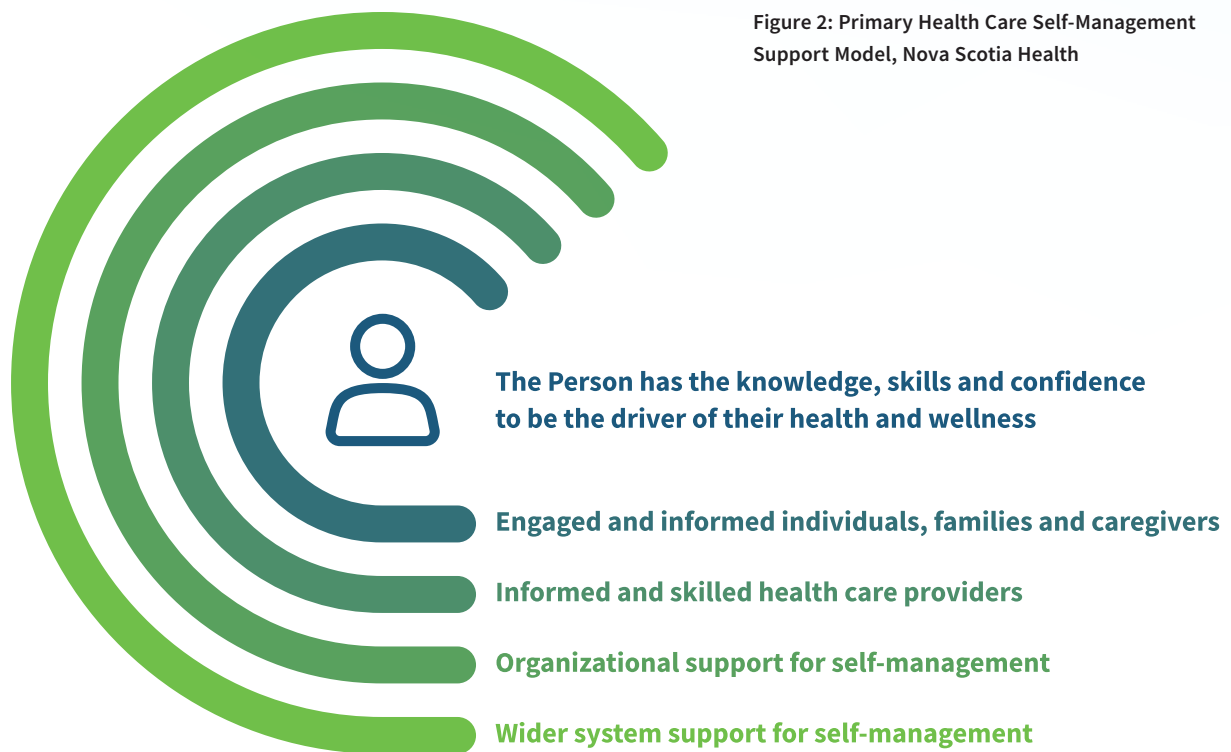 Figure 2: Primary Health Care Self-Management
Support Model, Nova Scotia Health
The Person has the knowledge, skills and confidence
to be the driver of their health and wellness
Engaged and informed individuals, families and caregivers
Informed and skilled health care providers
Organizational support for self-management
Wider system support for self-management